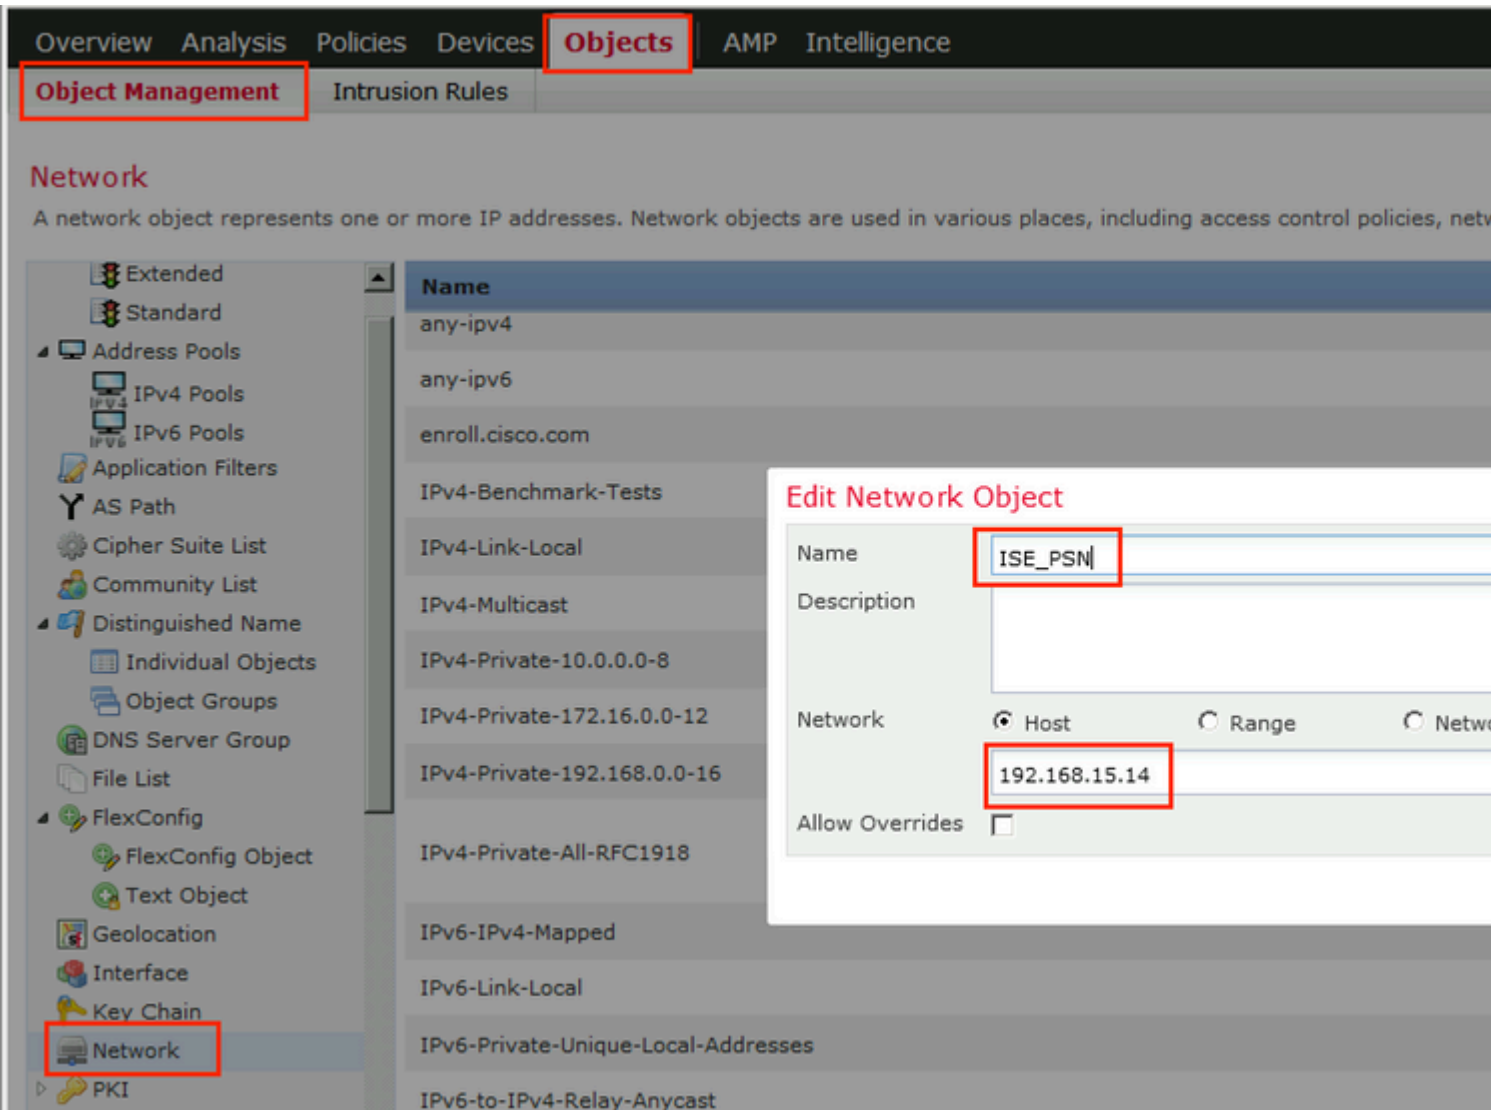 Overview Analysis Policies Devices Objects AMP Intelligence
Object Management Intrusion Rules
Network
A network object represents one or more IP addresses. Network objects are used in various places, including access control policies, netw
Extended
Standard
Address Pools
IPv4 Pools
IPv6 Pools
Application Filters
AS Path
Cipher Suite List
Community List
Distinguished Name
Individual Objects
Object Groups
DNS Server Group
File List
FlexConfig
FlexConfig Object
Text Object
Geolocation
Interface
Key Chain
Network
PKI
Name
any-ipv4
any-ipv6
enroll.cisco.com
IPv4-Benchmark-Tests
IPv4-Link-Local
IPv4-Multicast
IPv4-Private-10.0.0.0-8
IPv4-Private-172.16.0.0-12
IPv4-Private-192.168.0.0-16
IPv4-Private-All-RFC1918
IPv6-IPv4-Mapped
IPv6-Link-Local
IPv6-Private-Unique-Local-Addresses
IPv6-to-IPv4-Relay-Anycast
Edit Network Object
Name ISE_PSN
Description
Network Host Range Netwo
192.168.15.14
Allow Overrides